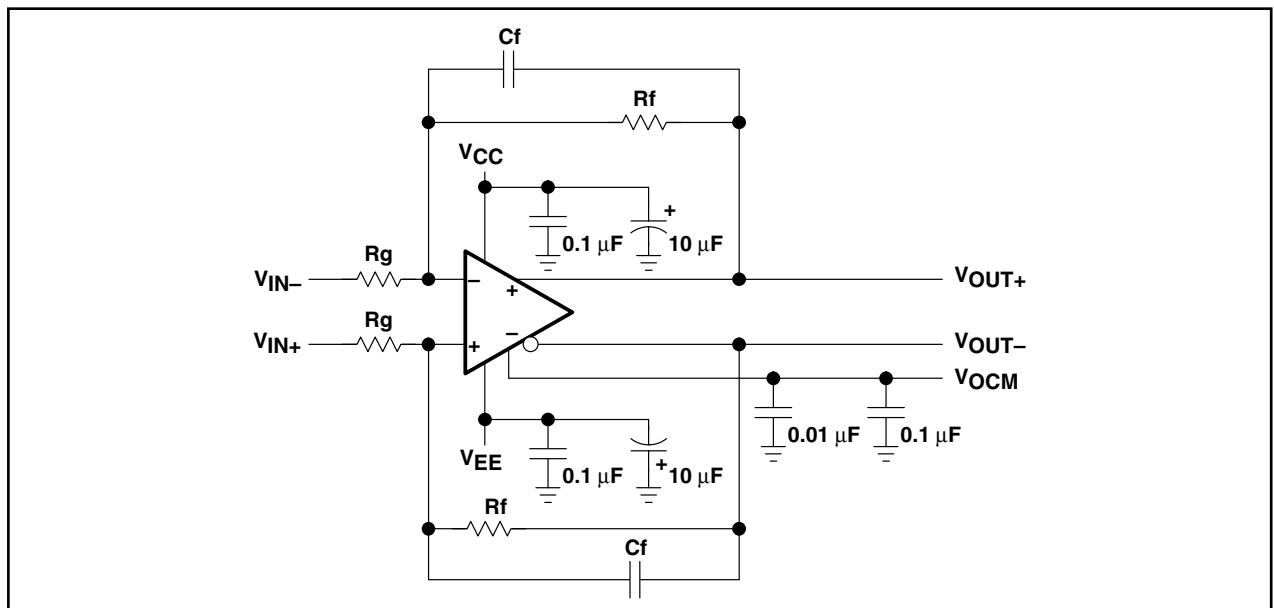 Cf
Rf
VCC
+
0.1 μF
10 μF
Rg
VIN–
–
+
VOUT+
Rg
VIN+
–
+
VOUT–
VOCM
0.01 μF
0.1 μF
VEE
0.1 μF
+
10 μF
Rf
Cf